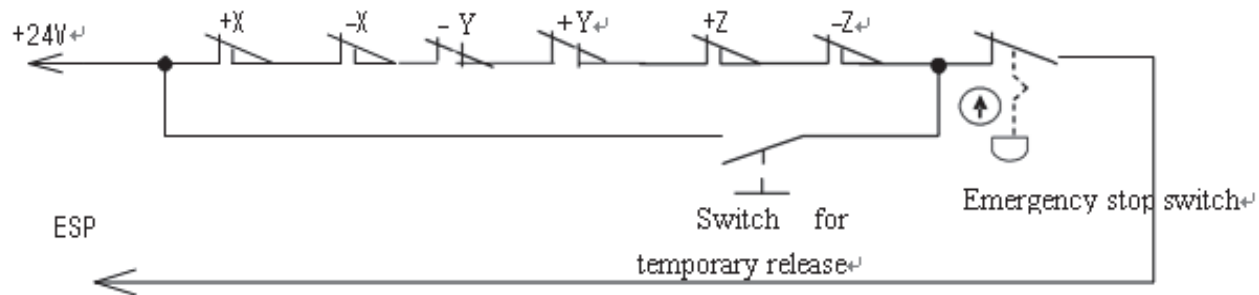 +24V↵
+X
-X
- Y
+Y↵
+Z
-Z↵
Emergency stop switch↵
Switch for
temporary release↵
ESP